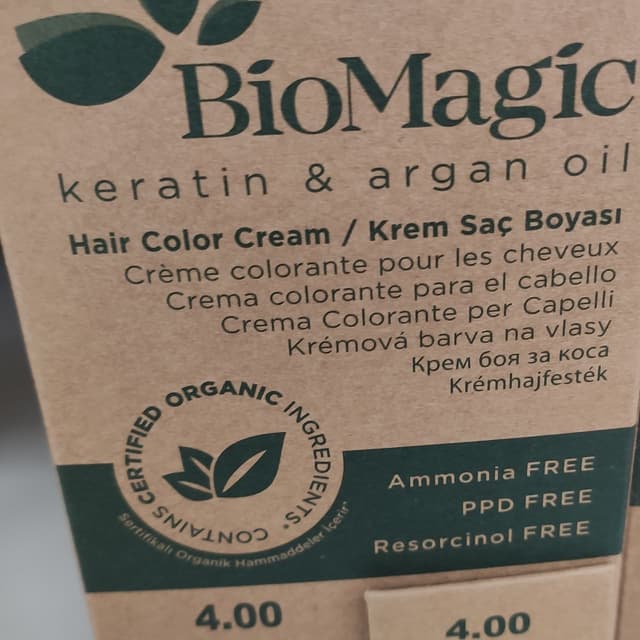 BioMagic
keratin & argan oil
Hair Color Cream / Krem Saç Boyası
Crème colorante pour les cheveux
Crema colorante para el cabello
Crema Colorante per Capelli
Krémová barva na vlasy
Крем боя за коса
Krémhajfesték
CONTAINS CERTIFIED ORGANIC INGREDIENTS*
Sertifikalı Organik Hammaddeler İçerir*
Ammonia FREE
PPD FREE
Resorcinol FREE
4.00
4.00